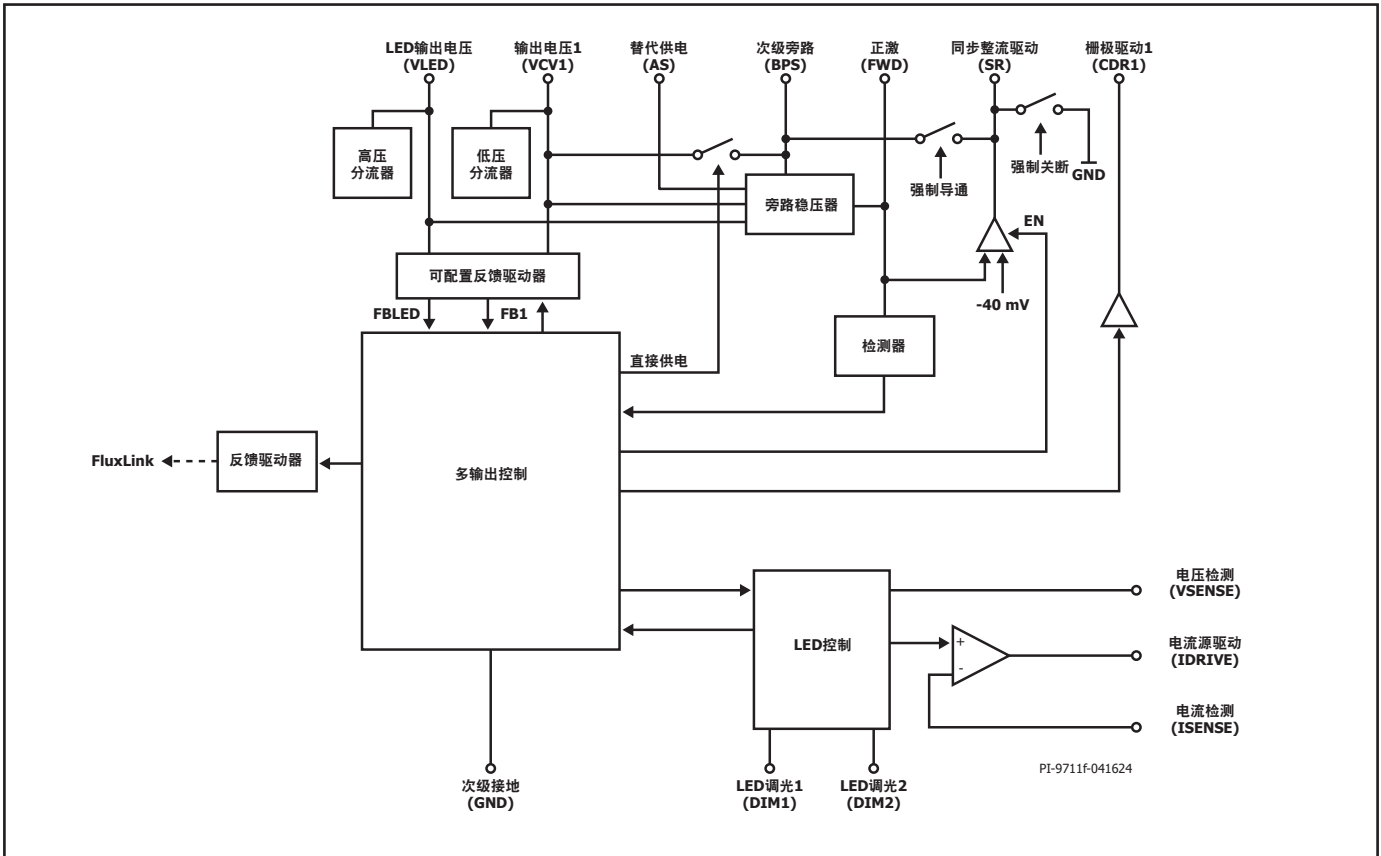 LED输出电压
(VLED)
输出电压1
(VCV1)
替代供电
(AS)
次级旁路
(BPS)
正激
(FWD)
同步整流驱动
(SR)
栅极驱动1
(CDR1)
高压
分流器
低压
分流器
强制关断
GND
强制导通
旁路稳压器
EN
可配置反馈驱动器
-40 mV
FBLED
FB1
检测器
直接供电
FluxLink
反馈驱动器
多输出控制
电压检测
(VSENSE)
LED控制
+
-
电流源驱动
(IDRIVE)
电流检测
(ISENSE)
PI-9711f-041624
次级接地
(GND)
LED调光1
(DIM1)
LED调光2
(DIM2)